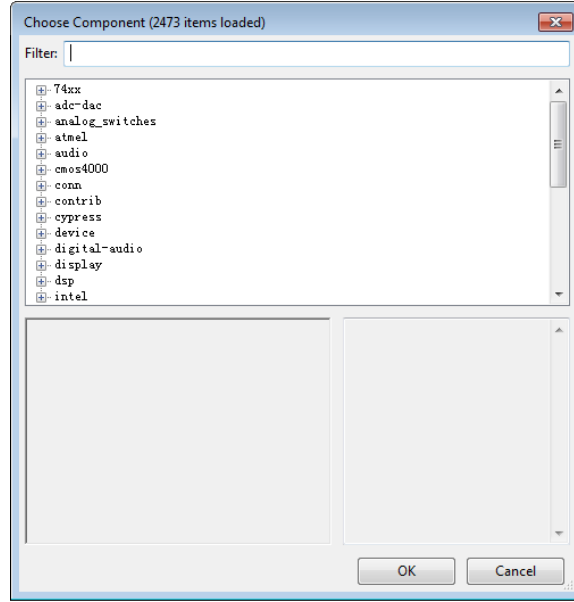 Choose Component (2473 items loaded)
Filter:
74xx
adc-dac
analog_switches
atmel
audio
cmos4000
conn
contrib
cypress
device
digital-audio
display
dsp
intel
OK Cancel